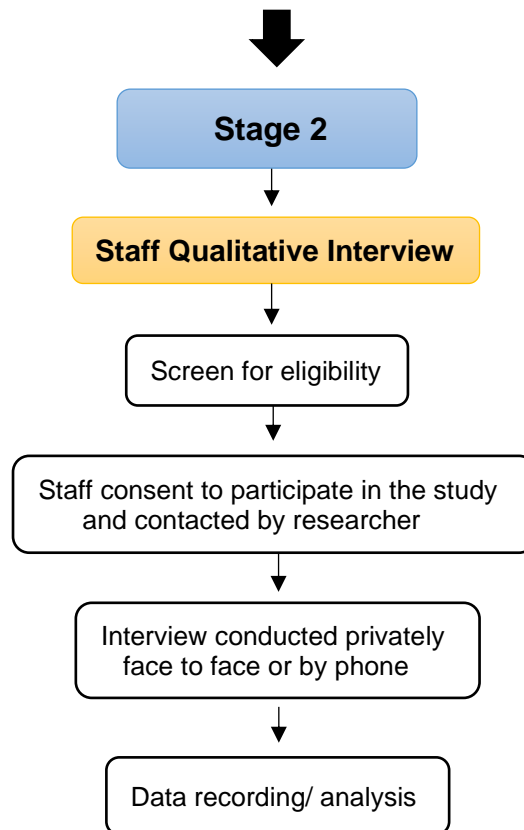 Stage 2
Staff Qualitative Interview
Screen for eligibility
Staff consent to participate in the study
and contacted by researcher
Interview conducted privately
face to face or by phone
Data recording/ analysis